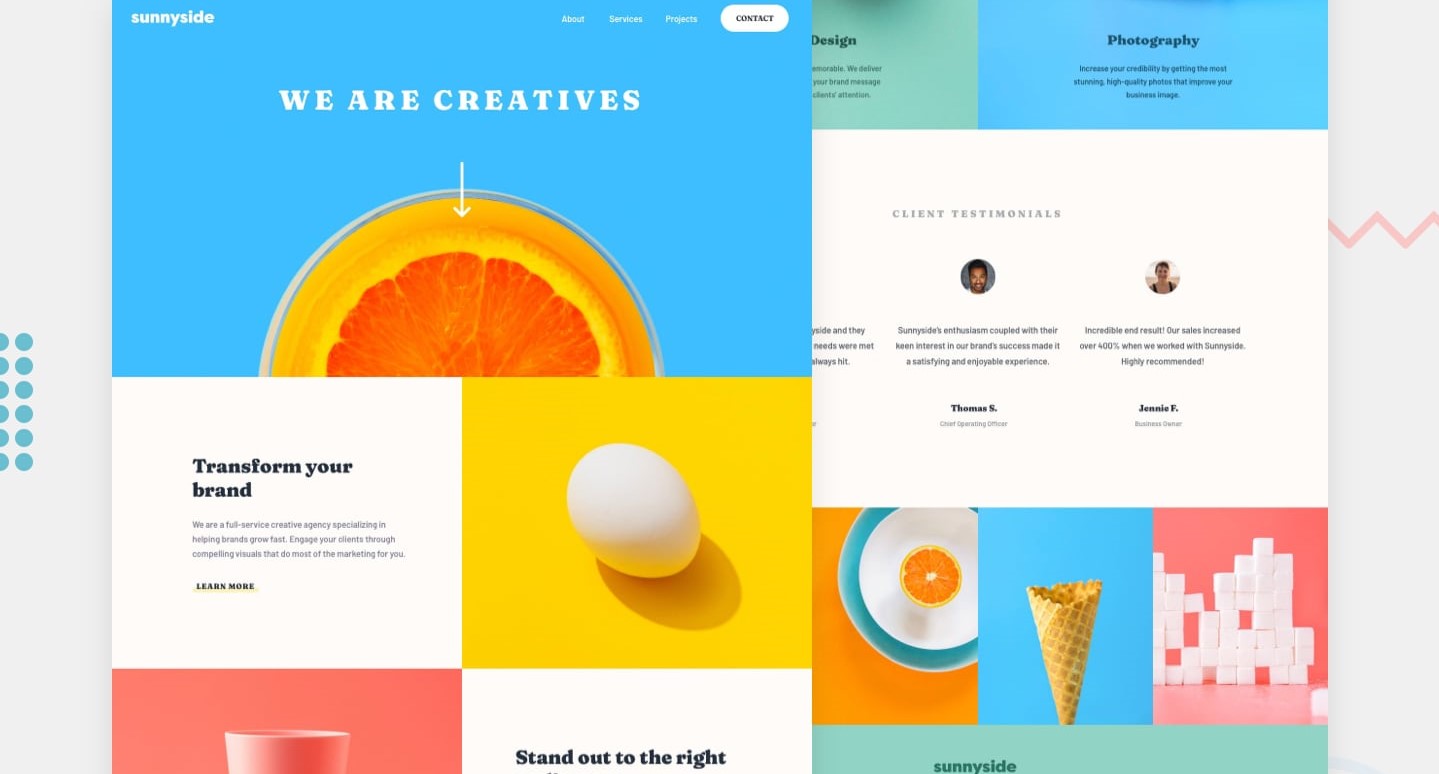 sunnyside
About Services Projects CONTACT
WE ARE CREATIVES
Transform your
brand
We are a full-service creative agency specializing in
helping brands grow fast. Engage your clients through
compelling visuals that do most of the marketing for you.
LEARN MORE
Stand out to the right
Design
emorable. We deliver
your brand message
clients' attention.
Photography
Increase your credibility by getting the most
stunning, high-quality photos that improve your
business image.
CLIENT TESTIMONIALS
yside and they
needs were met
always hit.
Sunnyside's enthusiasm coupled with their
keen interest in our brand's success made it
a satisfying and enjoyable experience.
Thomas S.
Chief Operating Officer
Incredible end result! Our sales increased
over 400% when we worked with Sunnyside.
Highly recommended!
Jennie F.
Business Owner
sunnyside